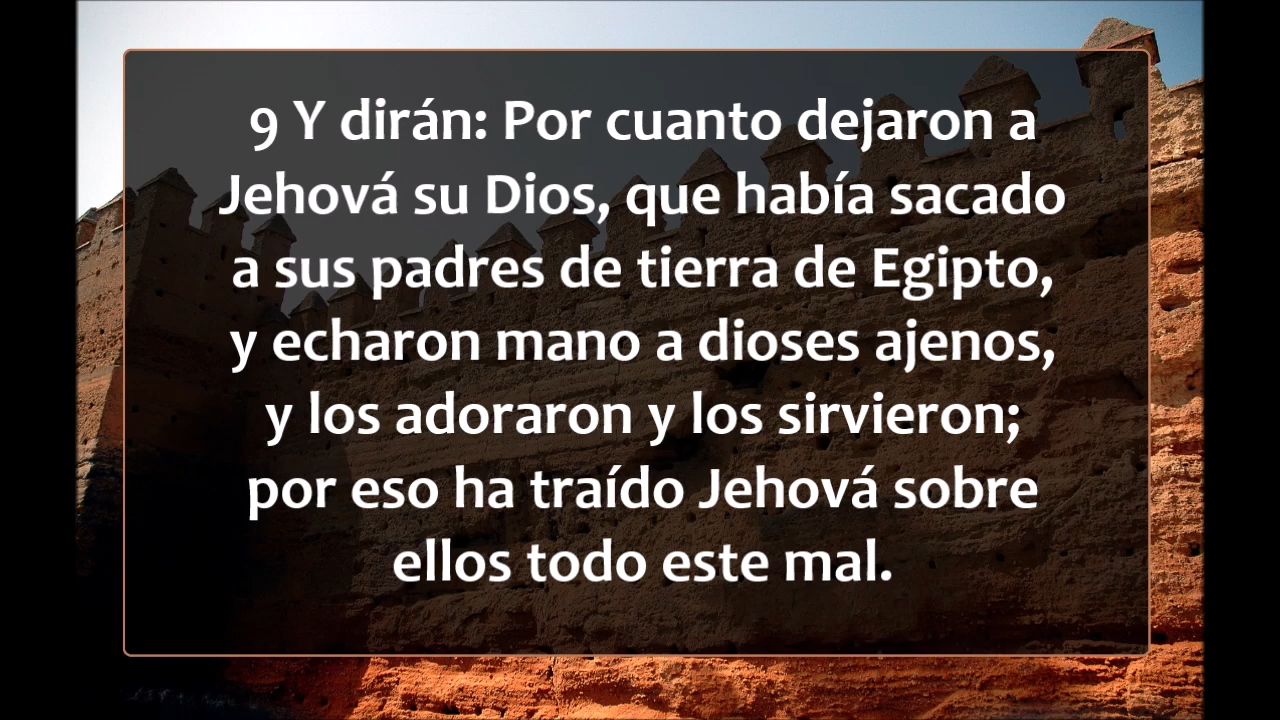 9 Y dirán: Por cuanto dejaron a
Jehová su Dios, que había sacado
a sus padres de tierra de Egipto,
y echaron mano a dioses ajenos,
y los adoraron y los sirvieron;
por eso ha traído Jehová sobre
ellos todo este mal.